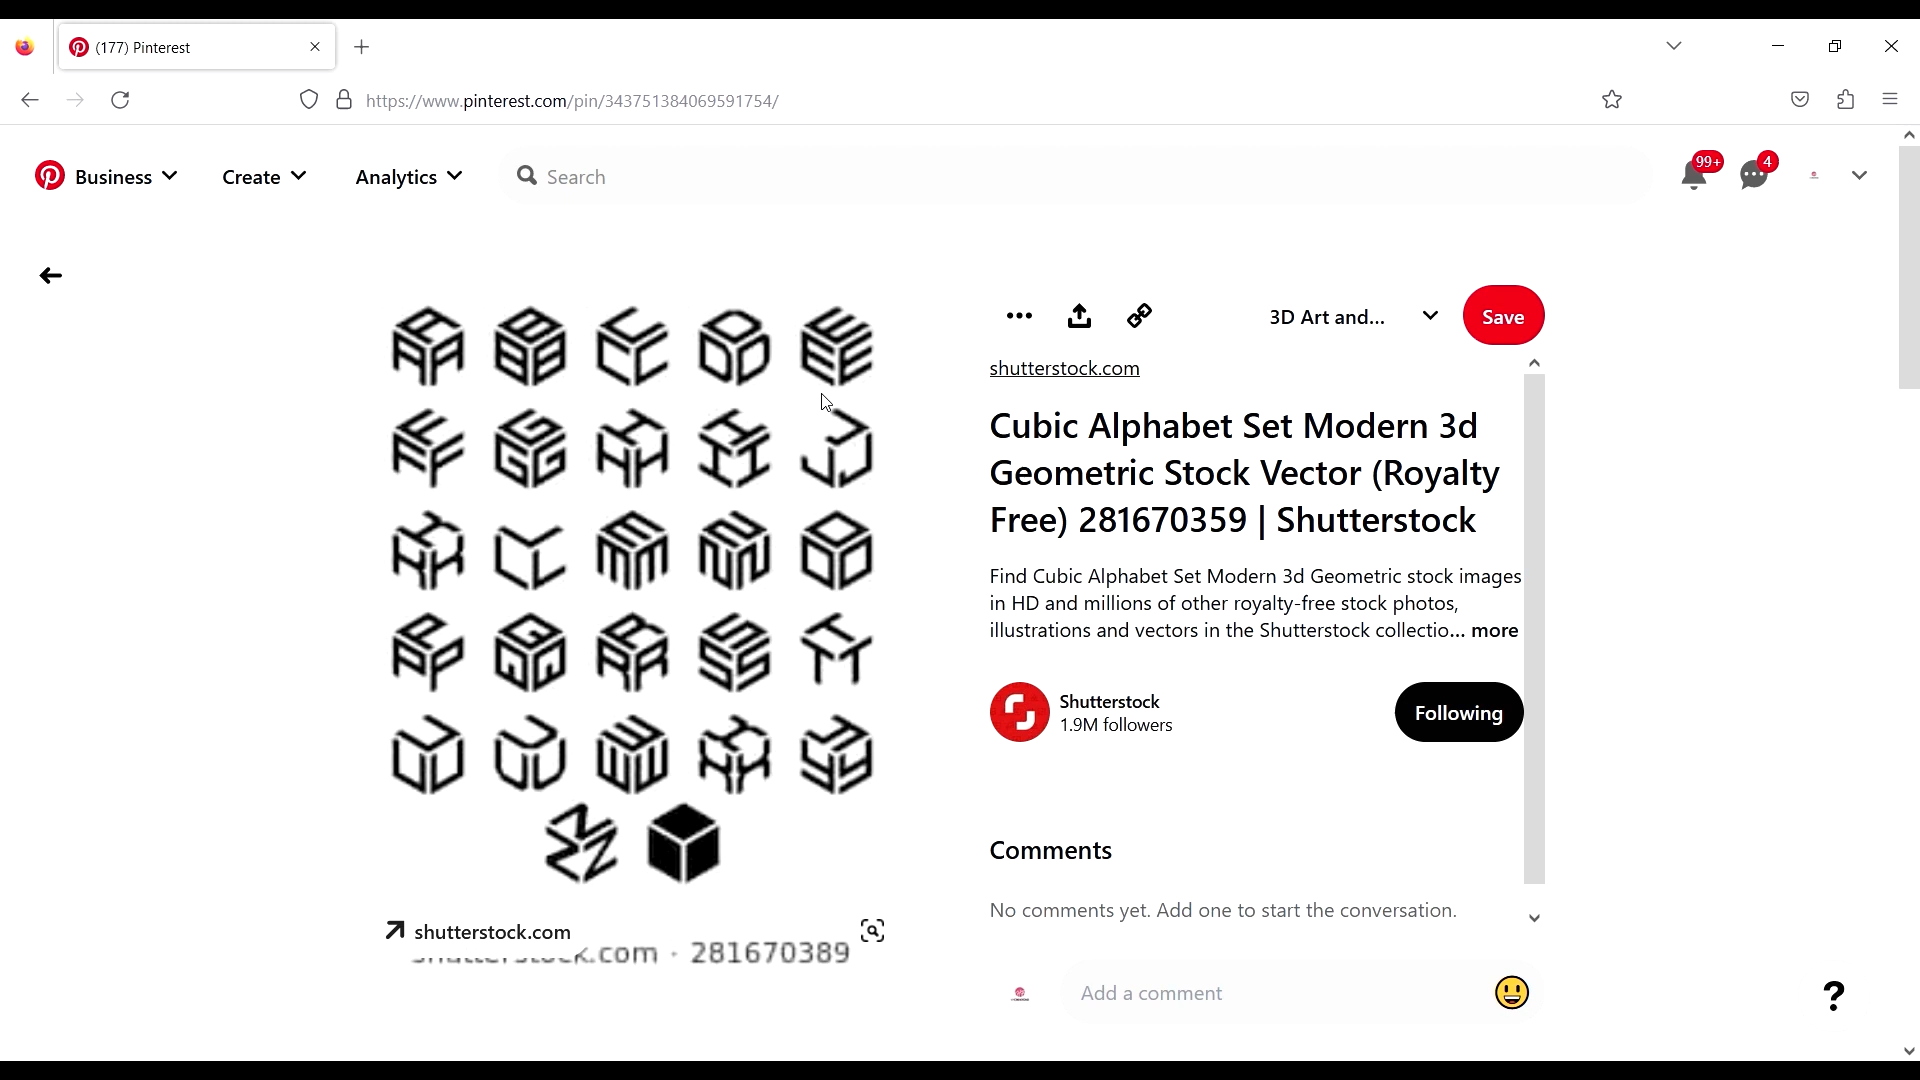 (177) Pinterest
https://www.pinterest.com/pin/343751384069591754/
Business
Create
Analytics
Search
99+
4
3D Art and...
Save
shutterstock.com
Cubic Alphabet Set Modern 3d
Geometric Stock Vector (Royalty
Free) 281670359 | Shutterstock
Find Cubic Alphabet Set Modern 3d Geometric stock images
in HD and millions of other royalty-free stock photos,
illustrations and vectors in the Shutterstock collectio... more
Shutterstock
1.9M followers
Following
Comments
No comments yet. Add one to start the conversation.
Add a comment
?
A A A B B B C C C D D D E E E
F F F G G G H H H I I I J J J
K K K L L L M M M N N N O O O
P P P Q Q Q R R R S S S T T T
U U U V V V W W W X X X Y Y Y
Z Z Z
shutterstock.com
.com · 281670389